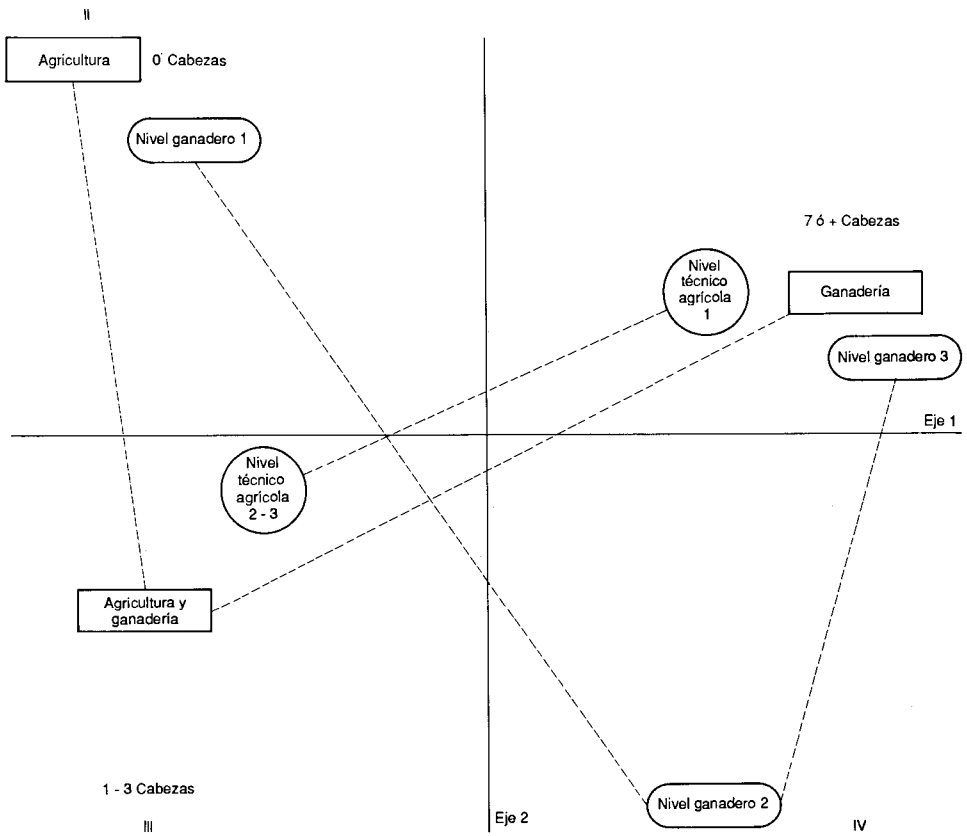 II
Agricultura
0 Cabezas
Nivel ganadero 1
7 ó + Cabezas
Nivel
técnico
agrícola
1
Ganadería
Nivel ganadero 3
Eje 1
Nivel
técnico
agrícola
2 - 3
Agricultura y
ganadería
1 - 3 Cabezas
III
Nivel ganadero 2
Eje 2
IV